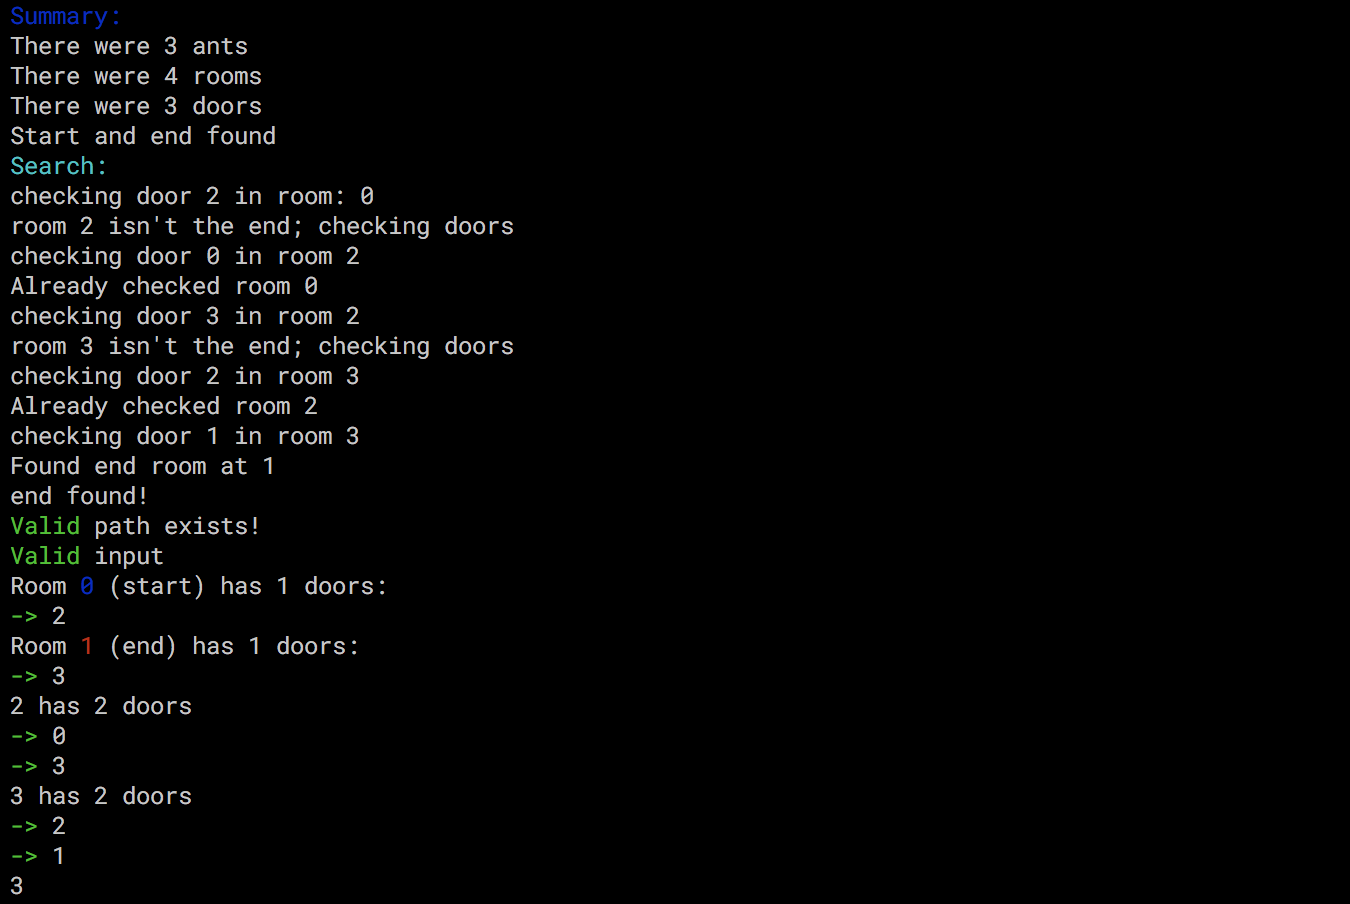 Summary:
There were 3 ants
There were 4 rooms
There were 3 doors
Start and end found
Search:
checking door 2 in room: 0
room 2 isn't the end; checking doors
checking door 0 in room 2
Already checked room 0
checking door 3 in room 2
room 3 isn't the end; checking doors
checking door 2 in room 3
Already checked room 2
checking door 1 in room 3
Found end room at 1
end found!
Valid path exists!
Valid input
Room 0 (start) has 1 doors:
-> 2
Room 1 (end) has 1 doors:
-> 3
2 has 2 doors
-> 0
-> 3
3 has 2 doors
-> 2
-> 1
3